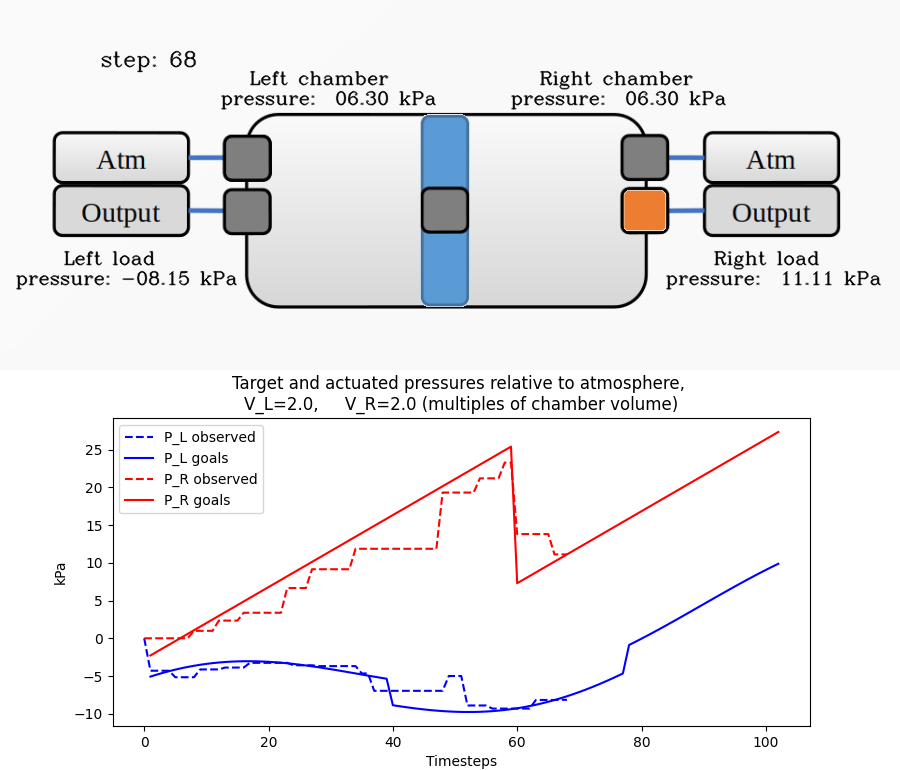 step: 68
Left chamber
pressure: 06.30 kPa
Right chamber
pressure: 06.30 kPa
Atm
Output
Atm
Output
Left load
pressure: -08.15 kPa
Right load
pressure: 11.11 kPa
Target and actuated pressures relative to atmosphere,
V_L=2.0, V_R=2.0 (multiples of chamber volume)
P_L observed
P_L goals
P_R observed
P_R goals
25
20
15
10
5
0
−5
−10
kPa
0 20 40 60 80 100
Timesteps